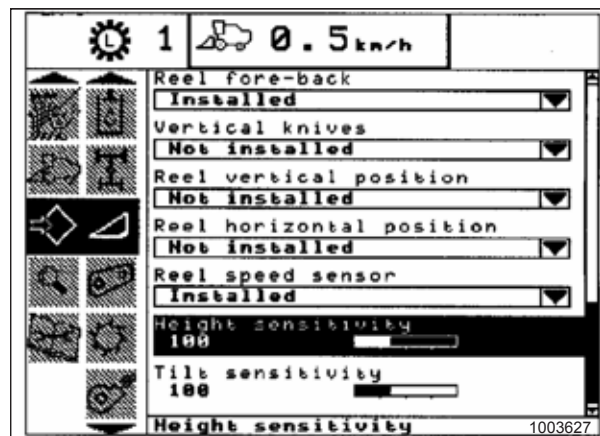 L 1 0.5km/h
Reel fore-back
Installed
Vertical knives
Not installed
Reel vertical position
Not installed
Reel horizontal position
Not installed
Reel speed sensor
Installed
Height sensitivity
100
Tilt sensitivity
100
Height sensitivity
1003627